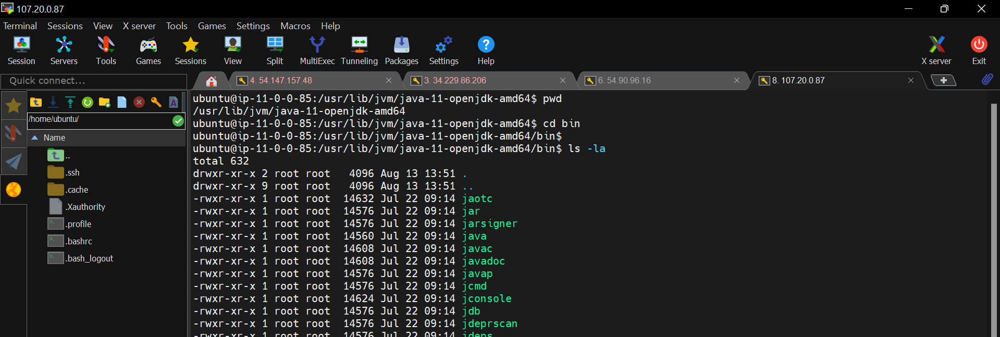 107.20.0.87
Terminal Sessions View X server Tools Games Settings Macros Help
Session Servers Tools Games Sessions View Split MultiExec Tunneling Packages Settings Help X server Exit
Quick connect...
4. 54.147.157.48
3. 34.229.86.206
6. 54.90.96.16
8. 107.20.0.87
/home/ubuntu/
Name
..
.ssh
.cache
.Xauthority
.profile
.bashrc
.bash_logout
ubuntu@ip-11-0-0-85:/usr/lib/jvm/java-11-openjdk-amd64$ pwd
/usr/lib/jvm/java-11-openjdk-amd64
ubuntu@ip-11-0-0-85:/usr/lib/jvm/java-11-openjdk-amd64$ cd bin
ubuntu@ip-11-0-0-85:/usr/lib/jvm/java-11-openjdk-amd64/bin$
ubuntu@ip-11-0-0-85:/usr/lib/jvm/java-11-openjdk-amd64/bin$ ls -la
total 632
drwxr-xr-x 2 root root   4096 Aug 13 13:51 .
drwxr-xr-x 9 root root   4096 Aug 13 13:51 ..
-rwxr-xr-x 1 root root  14632 Jul 22 09:14 jaotc
-rwxr-xr-x 1 root root  14576 Jul 22 09:14 jar
-rwxr-xr-x 1 root root  14576 Jul 22 09:14 jarsigner
-rwxr-xr-x 1 root root  14560 Jul 22 09:14 java
-rwxr-xr-x 1 root root  14608 Jul 22 09:14 javac
-rwxr-xr-x 1 root root  14608 Jul 22 09:14 javadoc
-rwxr-xr-x 1 root root  14576 Jul 22 09:14 javap
-rwxr-xr-x 1 root root  14576 Jul 22 09:14 jcmd
-rwxr-xr-x 1 root root  14624 Jul 22 09:14 jconsole
-rwxr-xr-x 1 root root  14576 Jul 22 09:14 jdb
-rwxr-xr-x 1 root root  14576 Jul 22 09:14 jdeprscan
-rwxr-xr-x 1 root root  14576 Jul 22 09:14 jdeps